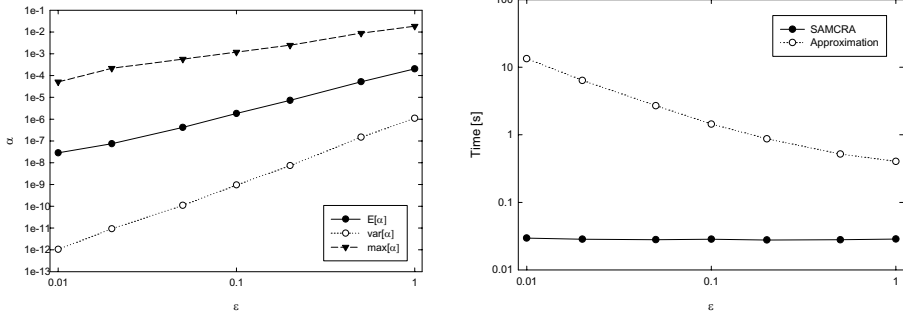 1e-1
1e-2
1e-3
1e-4
1e-5
1e-6
1e-7
1e-8
1e-9
1e-10
1e-11
1e-12
1e-13
α
0.01 0.1 1
ε
E[α]
var[α]
max[α]
100
10
1
0.1
0.01
Time [s]
0.01 0.1 1
ε
SAMCRA
Approximation